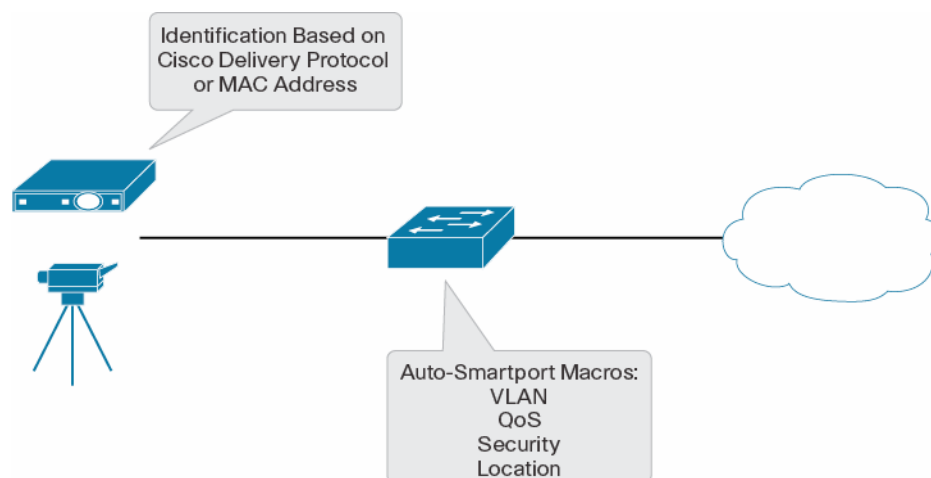 Identification Based on
Cisco Delivery Protocol
or MAC Address
Auto-Smartport Macros:
VLAN
QoS
Security
Location